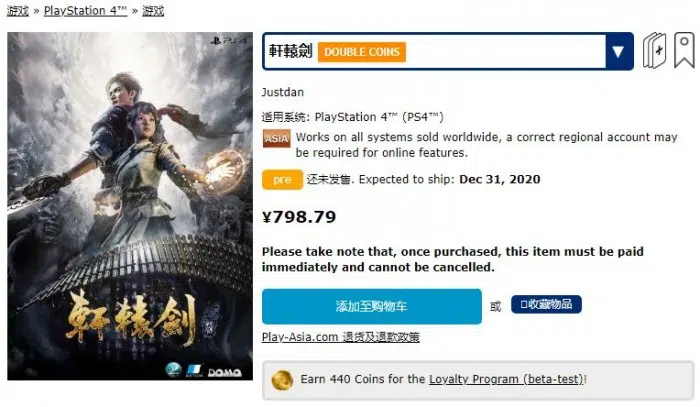 游戏 » PlayStation 4™ » 游戏
PS4
軒轅劍 DOUBLE COINS ▼
Justdan
适用系统: PlayStation 4™ (PS4™)
ASIA Works on all systems sold worldwide, a correct regional account may
be required for online features.
pre 还未发售. Expected to ship: Dec 31, 2020
¥798.79
Please take note that, once purchased, this item must be paid
immediately and cannot be cancelled.
添加至购物车 或 收藏物品
Play-Asia.com 退货及退款政策
Earn 440 Coins for the Loyalty Program (beta-test)!
軒轅劍
DOMO